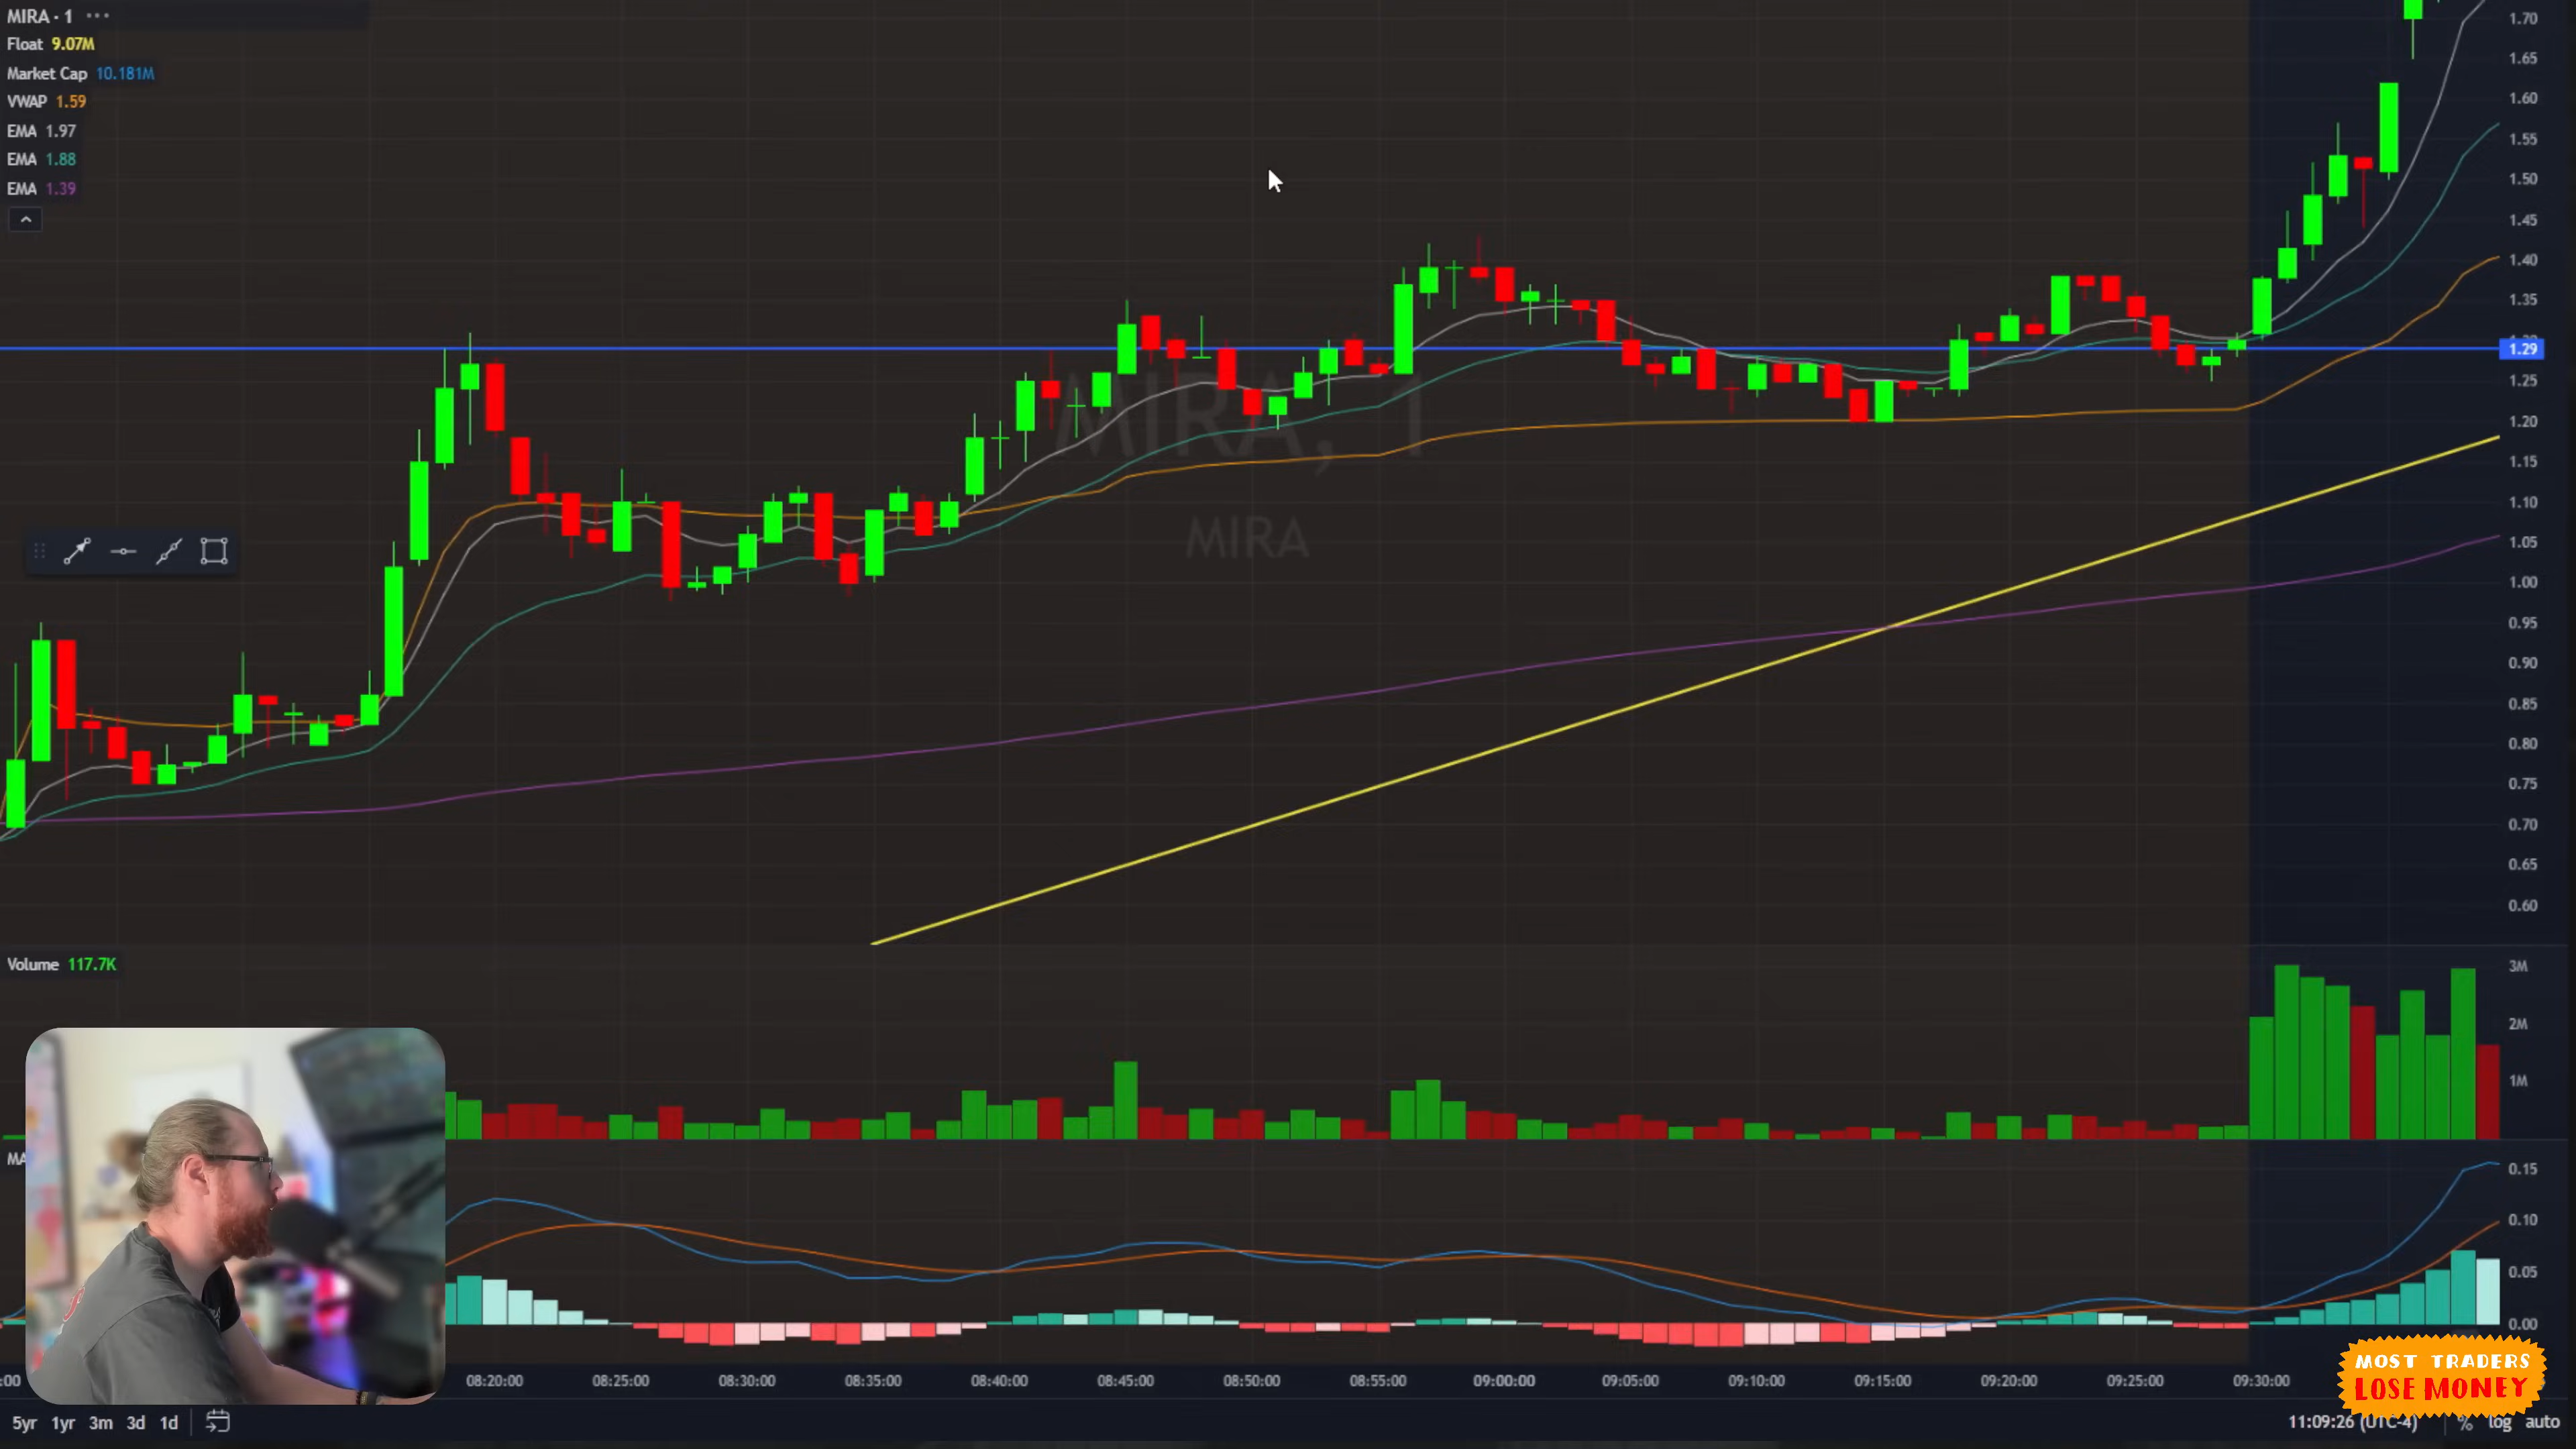 MIRA · 1 ···
Float 9.07M
Market Cap 10.181M
VWAP 1.59
EMA 1.97
EMA 1.88
EMA 1.39
1.70
1.65
1.60
1.55
1.50
1.45
1.40
1.35
1.29
1.25
1.20
1.15
1.10
1.05
1.00
0.95
0.90
0.85
0.80
0.75
0.70
0.65
0.60
MIRA, 1
MIRA
Volume 117.7K
3M
2M
1M
MA
0.15
0.10
0.05
0.00
:00 08:20:00 08:25:00 08:30:00 08:35:00 08:40:00 08:45:00 08:50:00 08:55:00 09:00:00 09:05:00 09:10:00 09:15:00 09:20:00 09:25:00 09:30:00
MOST TRADERS
LOSE MONEY
5yr 1yr 3m 3d 1d
11:09:26 (UTC-4) % log auto